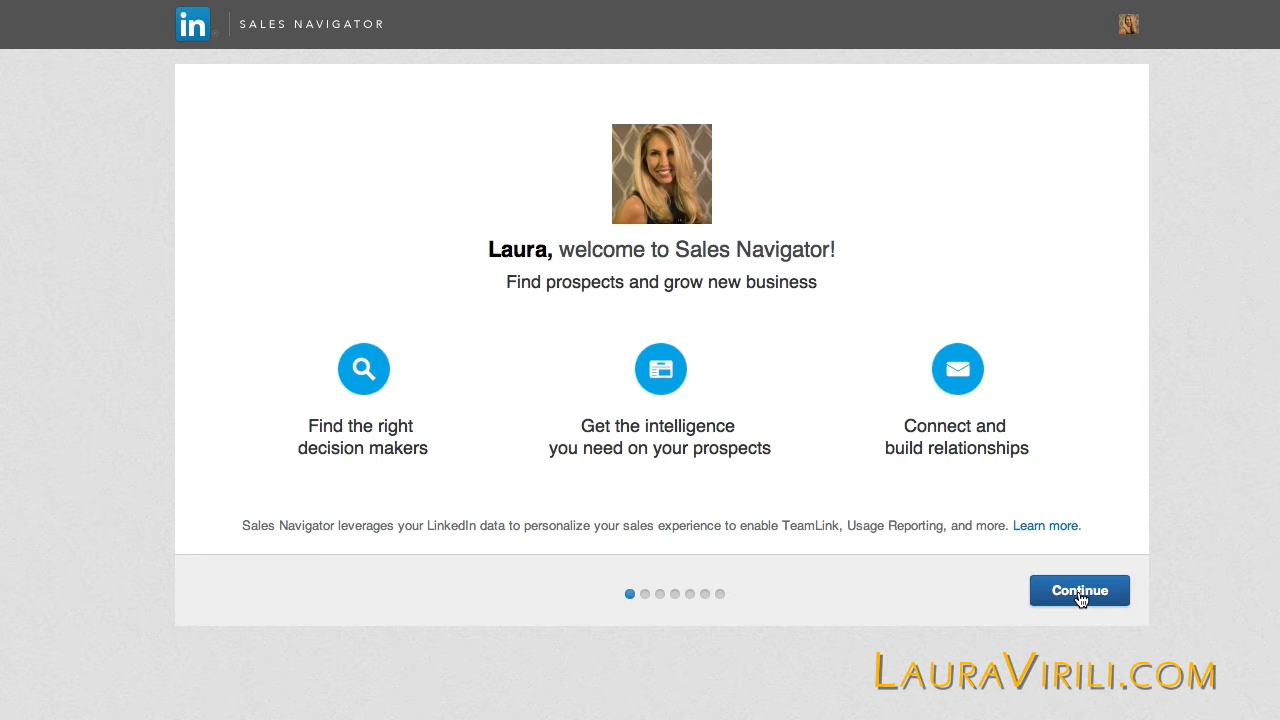 in SALES NAVIGATOR
Laura, welcome to Sales Navigator!
Find prospects and grow new business
Find the right
decision makers
Get the intelligence
you need on your prospects
Connect and
build relationships
Sales Navigator leverages your LinkedIn data to personalize your sales experience to enable TeamLink, Usage Reporting, and more. Learn more.
Continue
LAURAVIRILI.COM